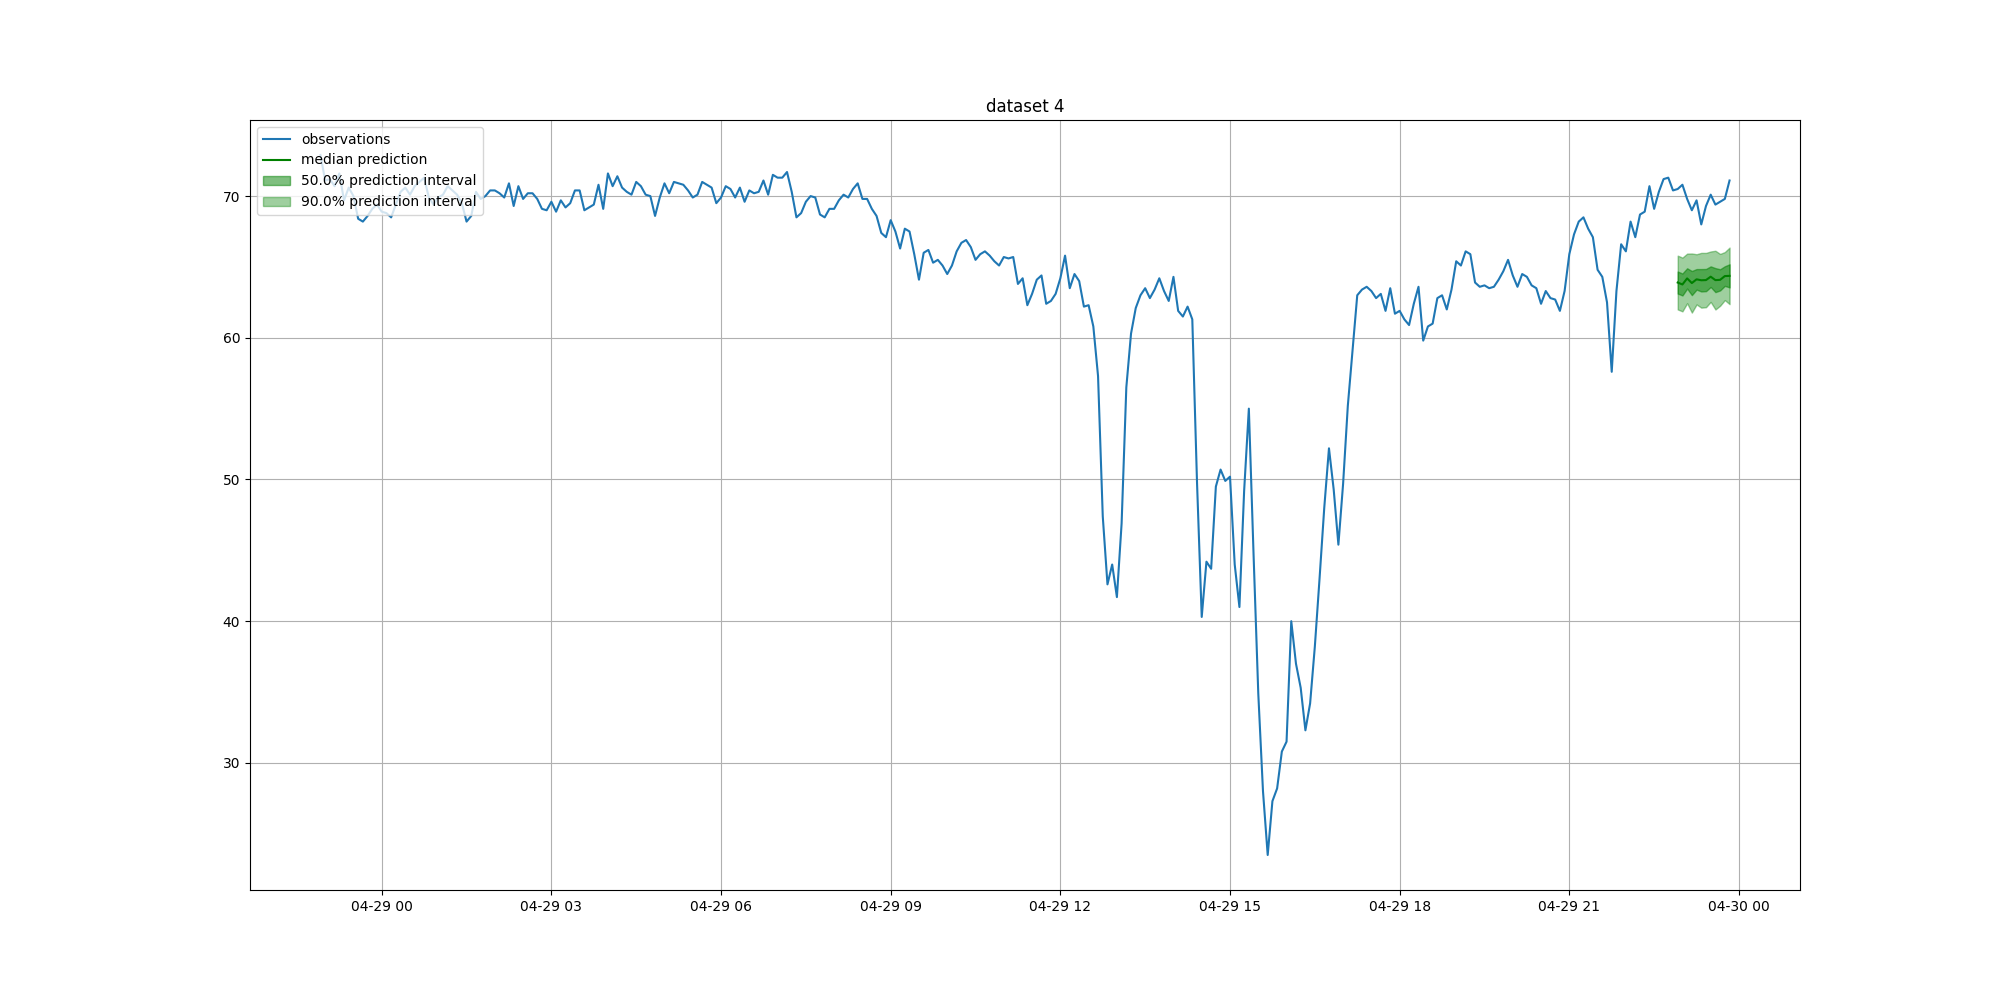 dataset 4
observations
median prediction
50.0% prediction interval
90.0% prediction interval
70
60
50
40
30
04-29 00 04-29 03 04-29 06 04-29 09 04-29 12 04-29 15 04-29 18 04-29 21 04-30 00